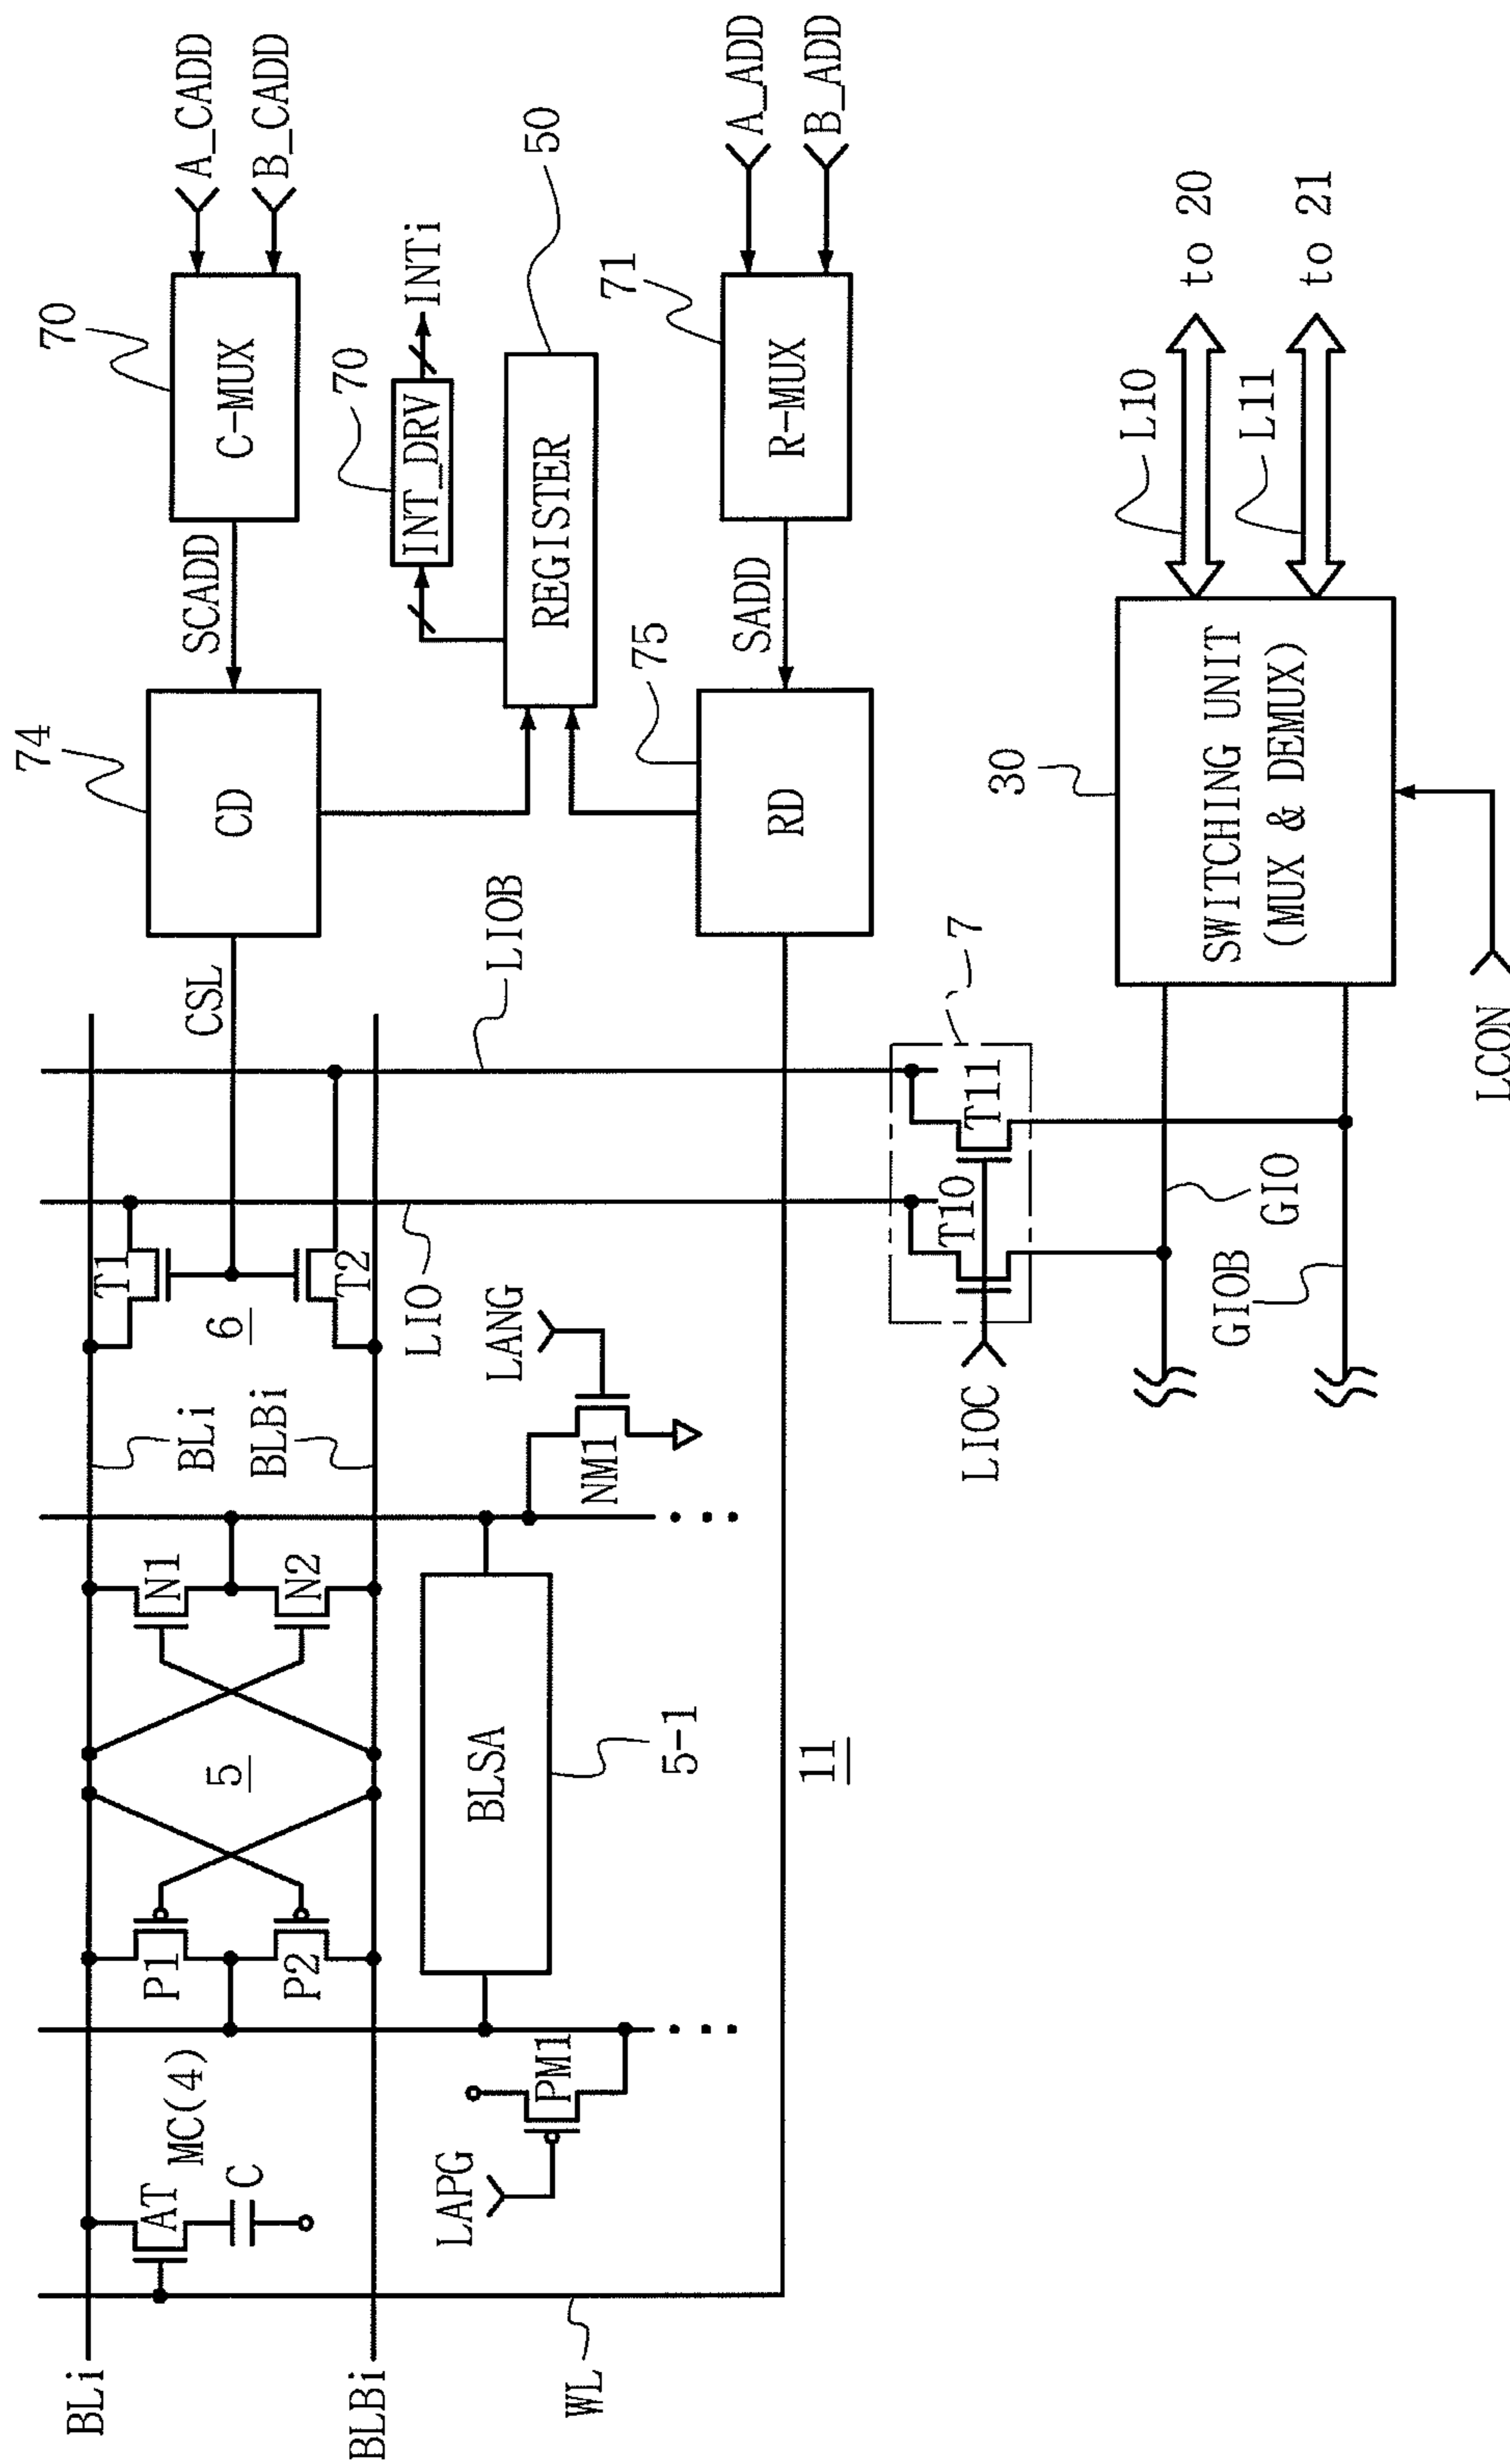 A_CADD
B_CADD
70
C-MUX
SCADD
74
CD
CSL
INTi
70
INT_DRV
50
REGISTER
A_ADD
B_ADD
71
R-MUX
SADD
75
RD
LIOB
T1
T2
6
LIO
BLi
BLBi
N1
N2
5
P1
P2
LANG
NM1
BLSA
5-1
AT
MC(4)
C
LAPG
PM1
BLi
BLBi
WL
11
7
T10
T11
LIOC
GIO
GIOB
30
SWITCHING UNIT
(MUX & DEMUX)
L10
L11
to 20
to 21
LCON